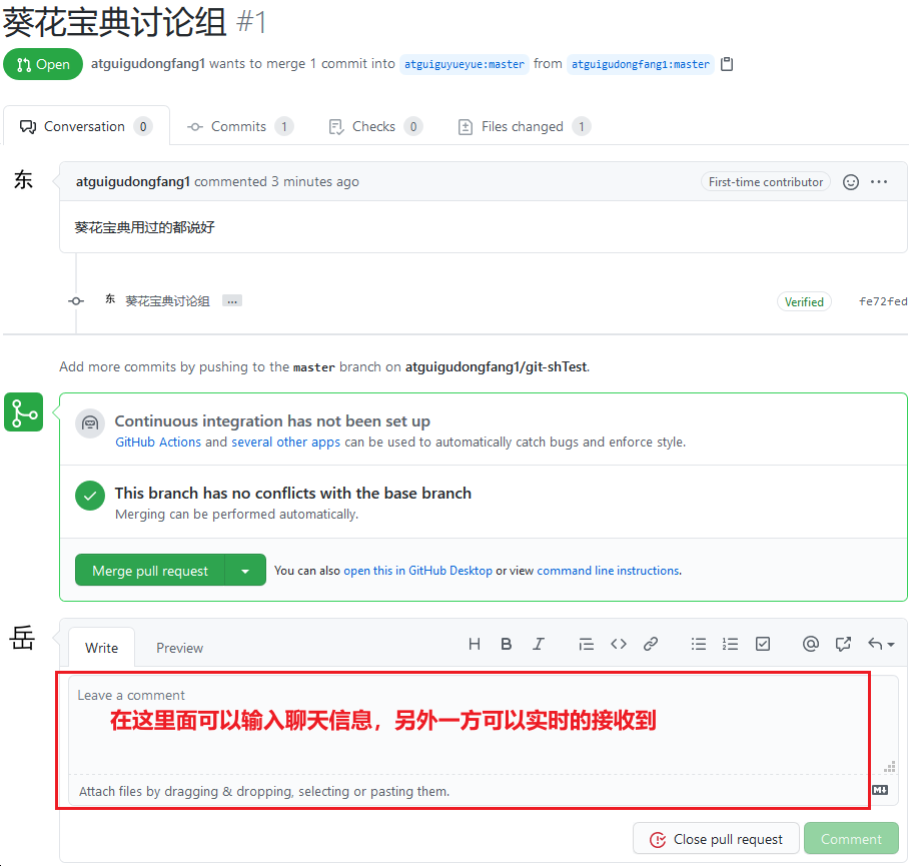 葵花宝典讨论组 #1
Open atguigudongfang1 wants to merge 1 commit into atguiguyueyue:master from atguigudongfang1:master
Conversation 0 Commits 1 Checks 0 Files changed 1
东 atguigudongfang1 commented 3 minutes ago First-time contributor ...
葵花宝典用过的都说好
东 葵花宝典讨论组 ... Verified fe72fed
Add more commits by pushing to the master branch on atguigudongfang1/git-shTest.
Continuous integration has not been set up
GitHub Actions and several other apps can be used to automatically catch bugs and enforce style.
This branch has no conflicts with the base branch
Merging can be performed automatically.
Merge pull request You can also open this in GitHub Desktop or view command line instructions.
岳 Write Preview H B I
Leave a comment
在这里面可以输入聊天信息，另外一方可以实时的接收到
Attach files by dragging & dropping, selecting or pasting them.
Close pull request Comment